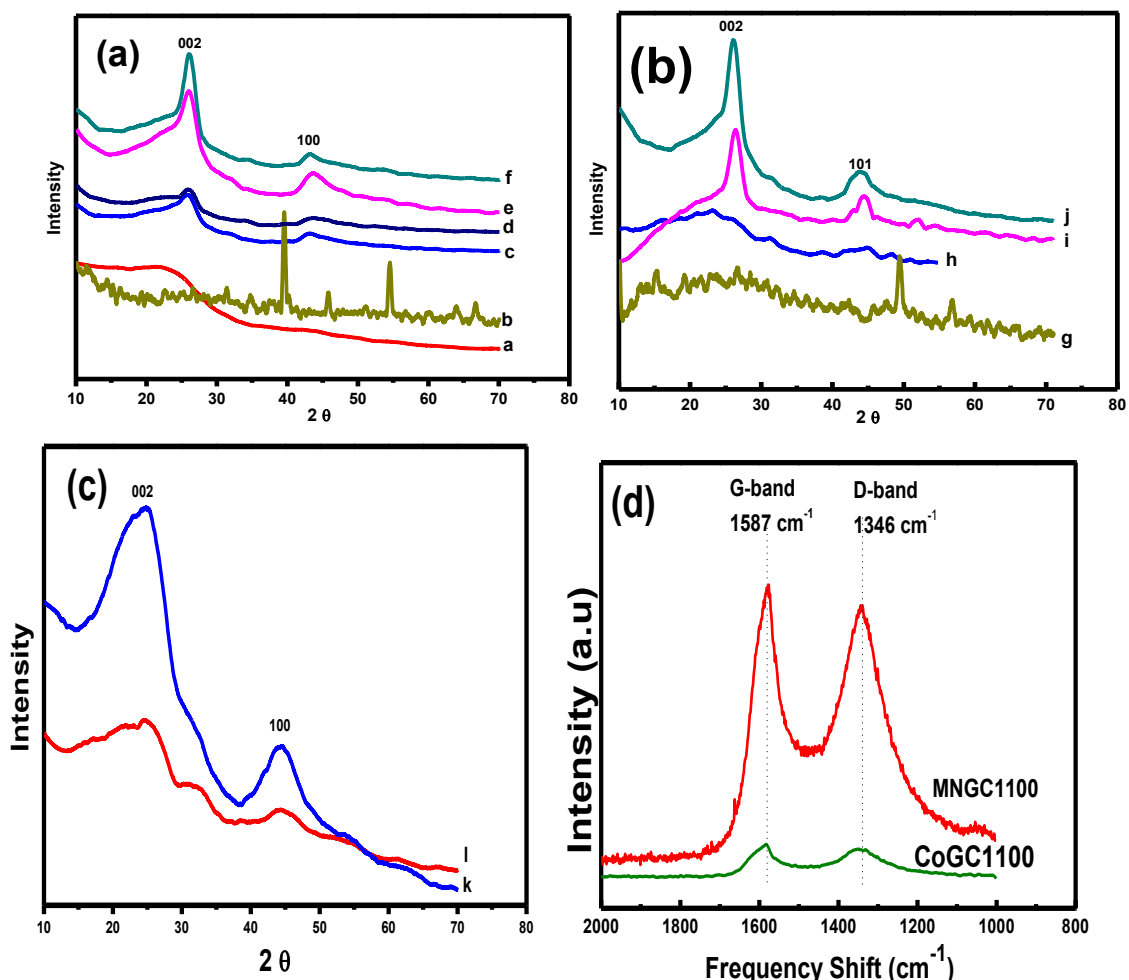 (a)
002
100
f
e
d
c
b
a
Intensity
10 20 30 40 50 60 70 80
2 θ
(b)
002
101
j
i
h
g
Intensity
10 20 30 40 50 60 70 80
2 θ
(c)
002
100
l
k
Intensity
10 20 30 40 50 60 70 80
2 θ
(d)
G-band D-band
1587 cm-1 1346 cm-1
MNGC1100
CoGC1100
Intensity (a.u)
2000 1800 1600 1400 1200 1000 800
Frequency Shift (cm-1)